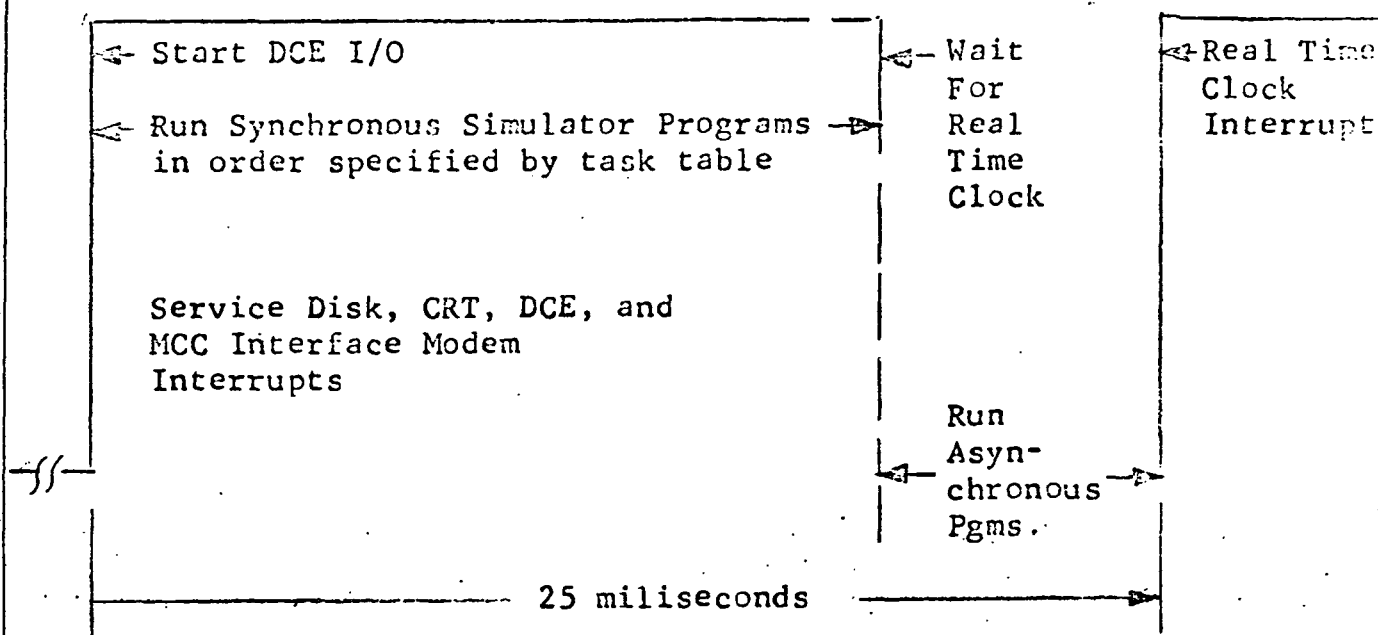 Start DCE I/O
Run Synchronous Simulator Programs
in order specified by task table
Service Disk, CRT, DCE, and
MCC Interface Modem
Interrupts
Wait
For
Real
Time
Clock
Run
Asyn-
chronous
Pgms.
Real Time
Clock
Interrupt
25 miliseconds